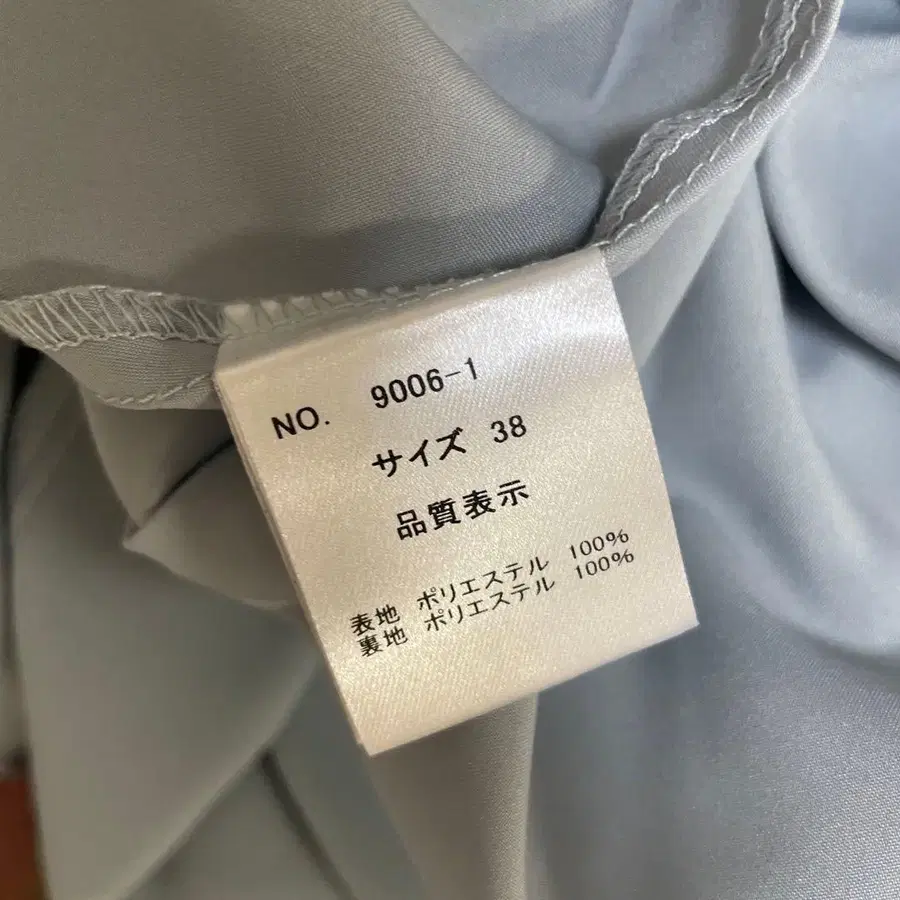 NO. 9006-1
サイズ 38
品質表示
表地 ポリエステル 100%
裏地 ポリエステル 100%